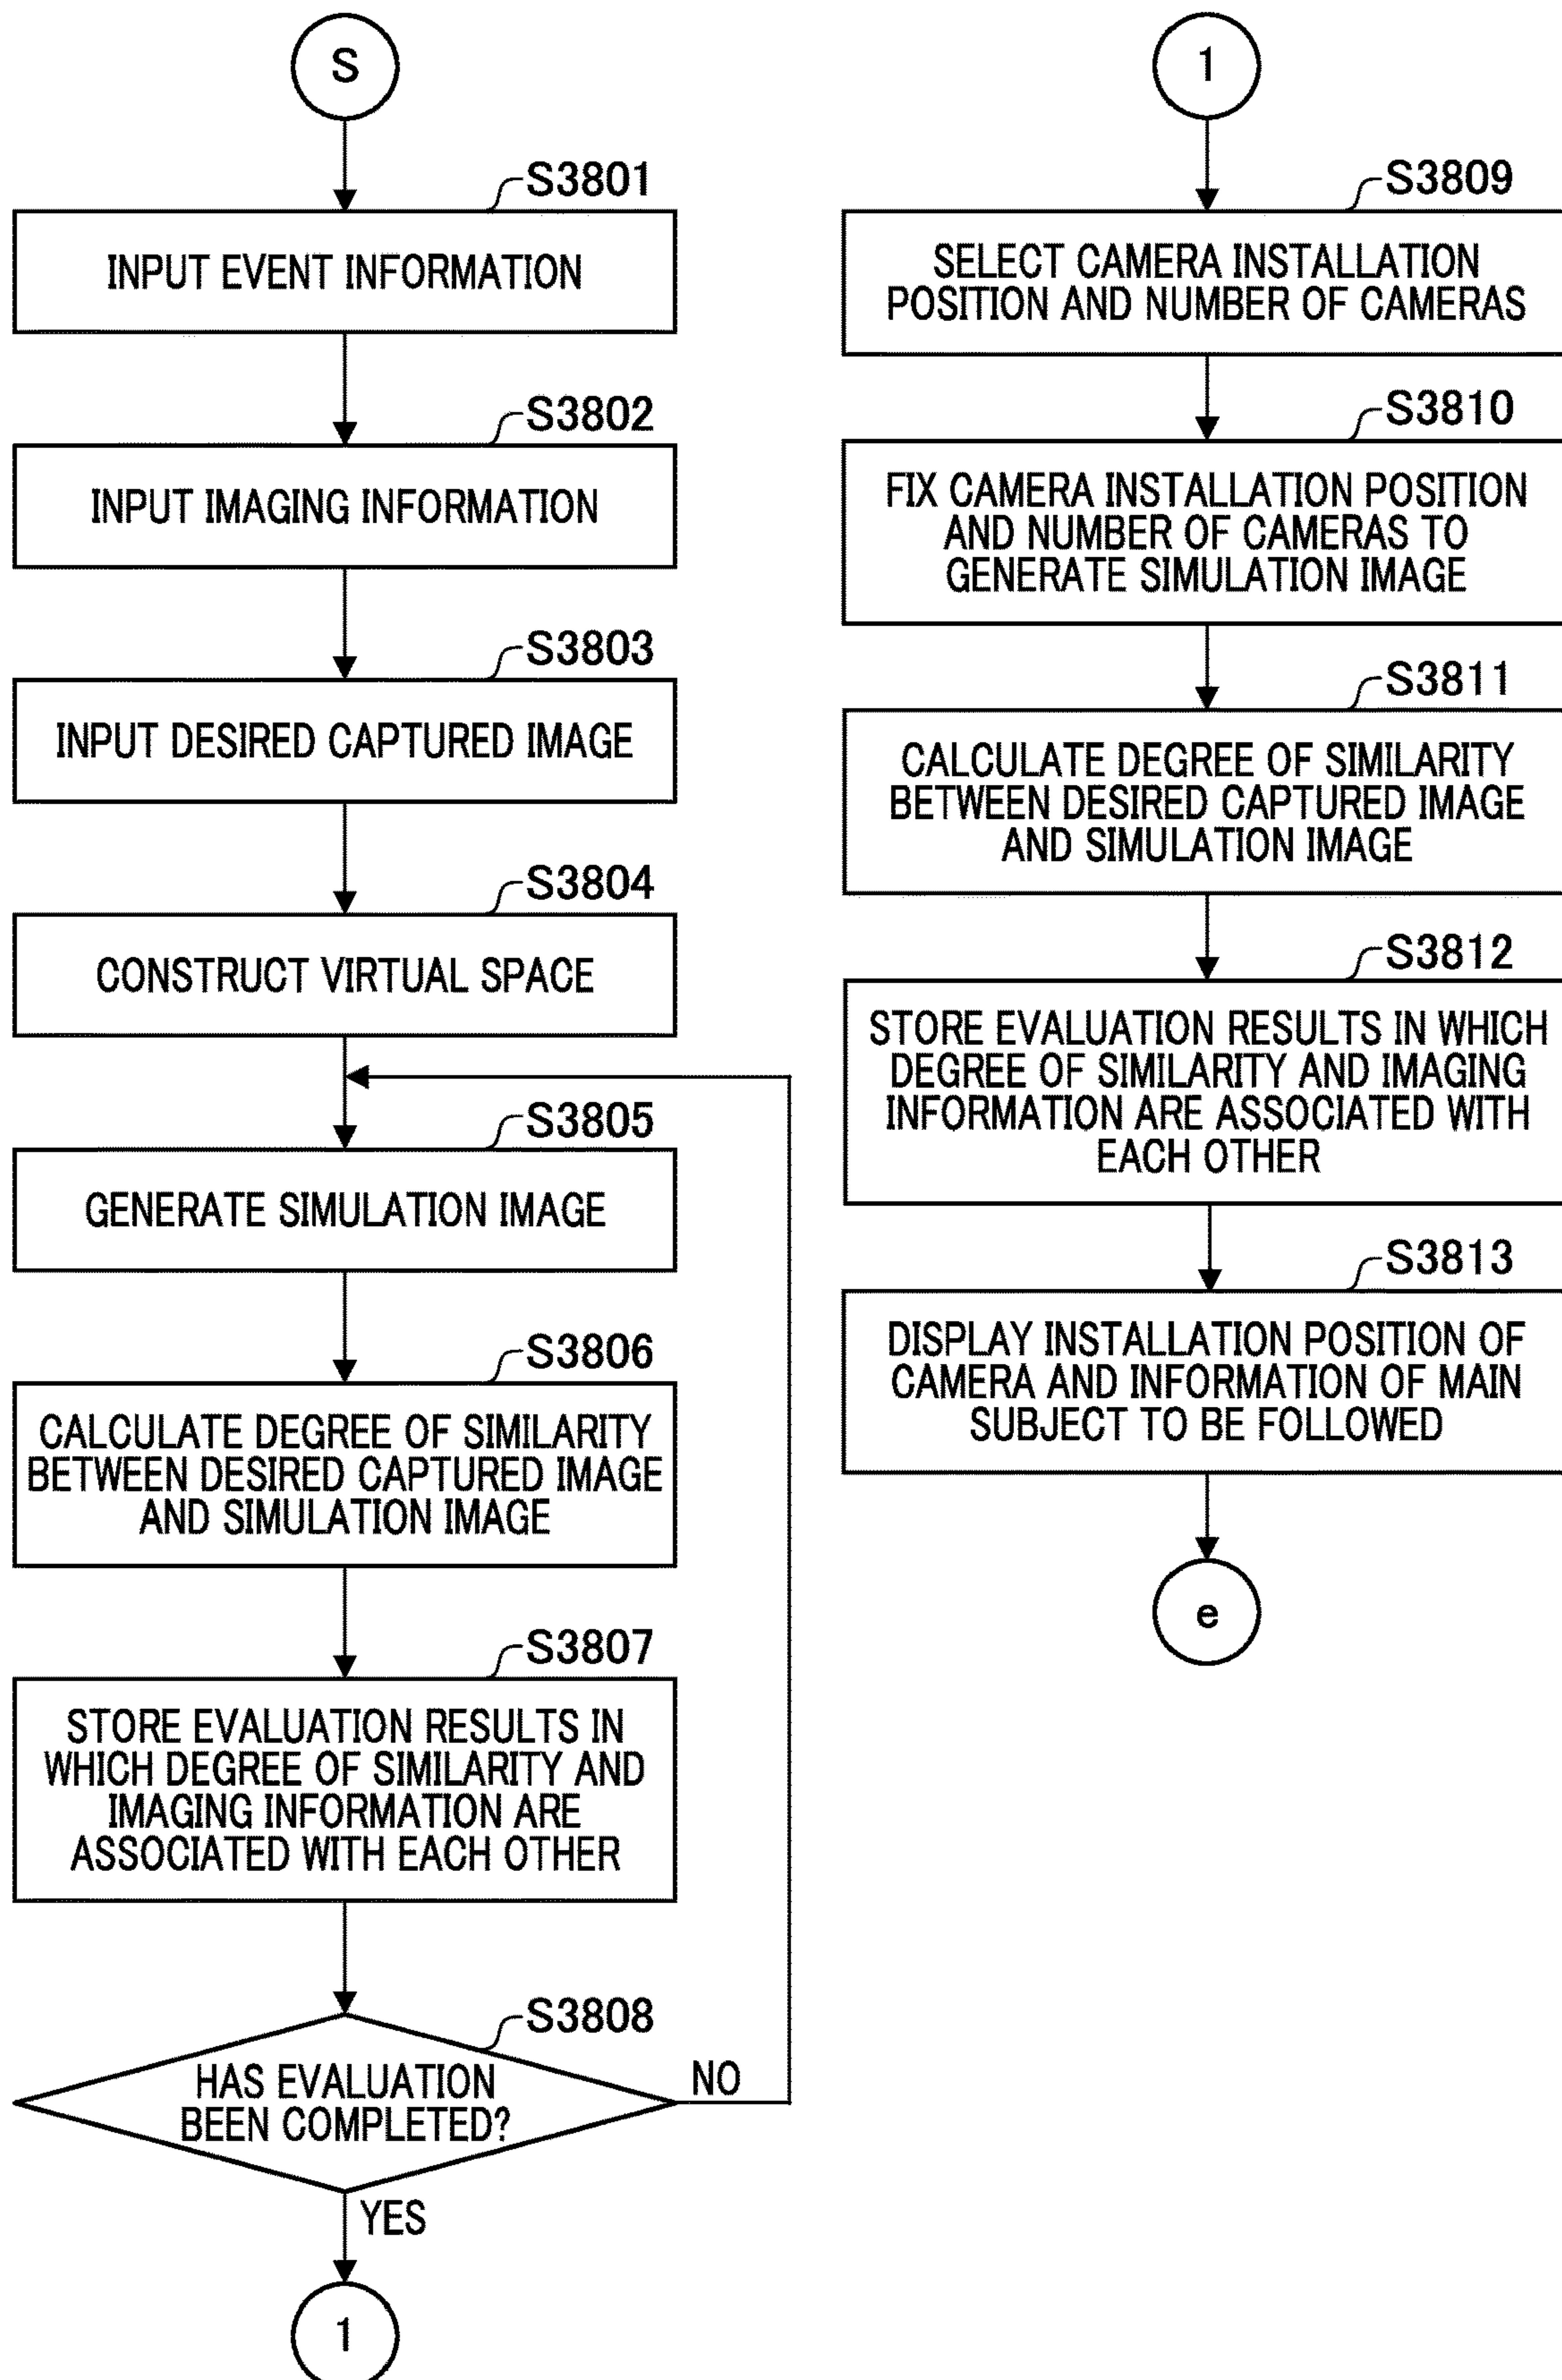 S
S3801
INPUT EVENT INFORMATION
S3802
INPUT IMAGING INFORMATION
S3803
INPUT DESIRED CAPTURED IMAGE
S3804
CONSTRUCT VIRTUAL SPACE
S3805
GENERATE SIMULATION IMAGE
S3806
CALCULATE DEGREE OF SIMILARITY
BETWEEN DESIRED CAPTURED IMAGE
AND SIMULATION IMAGE
S3807
STORE EVALUATION RESULTS IN
WHICH DEGREE OF SIMILARITY AND
IMAGING INFORMATION ARE
ASSOCIATED WITH EACH OTHER
S3808
HAS EVALUATION
BEEN COMPLETED?
NO
YES
1
1
S3809
SELECT CAMERA INSTALLATION
POSITION AND NUMBER OF CAMERAS
S3810
FIX CAMERA INSTALLATION POSITION
AND NUMBER OF CAMERAS TO
GENERATE SIMULATION IMAGE
S3811
CALCULATE DEGREE OF SIMILARITY
BETWEEN DESIRED CAPTURED IMAGE
AND SIMULATION IMAGE
S3812
STORE EVALUATION RESULTS IN WHICH
DEGREE OF SIMILARITY AND IMAGING
INFORMATION ARE ASSOCIATED WITH
EACH OTHER
S3813
DISPLAY INSTALLATION POSITION OF
CAMERA AND INFORMATION OF MAIN
SUBJECT TO BE FOLLOWED
e